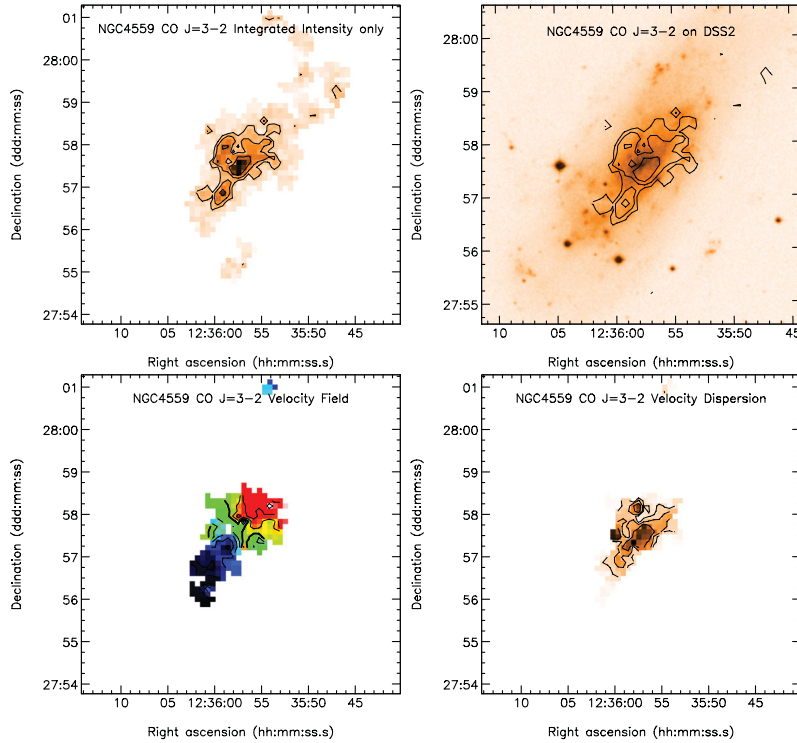 NGC4559 CO J=3−2 Integrated Intensity only
01
28:00
59
58
57
56
55
27:54
Declination (ddd:mm:ss)
10 05 12:36:00 55 35:50 45
Right ascension (hh:mm:ss.s)
NGC4559 CO J=3−2 on DSS2
28:00
59
58
57
56
27:55
Declination (ddd:mm:ss)
10 05 12:36:00 55 35:50 45
Right ascension (hh:mm:ss.s)
NGC4559 CO J=3−2 Velocity Field
01
28:00
59
58
57
56
55
27:54
Declination (ddd:mm:ss)
10 05 12:36:00 55 35:50 45
Right ascension (hh:mm:ss.s)
NGC4559 CO J=3−2 Velocity Dispersion
01
28:00
59
58
57
56
55
27:54
Declination (ddd:mm:ss)
10 05 12:36:00 55 35:50 45
Right ascension (hh:mm:ss.s)